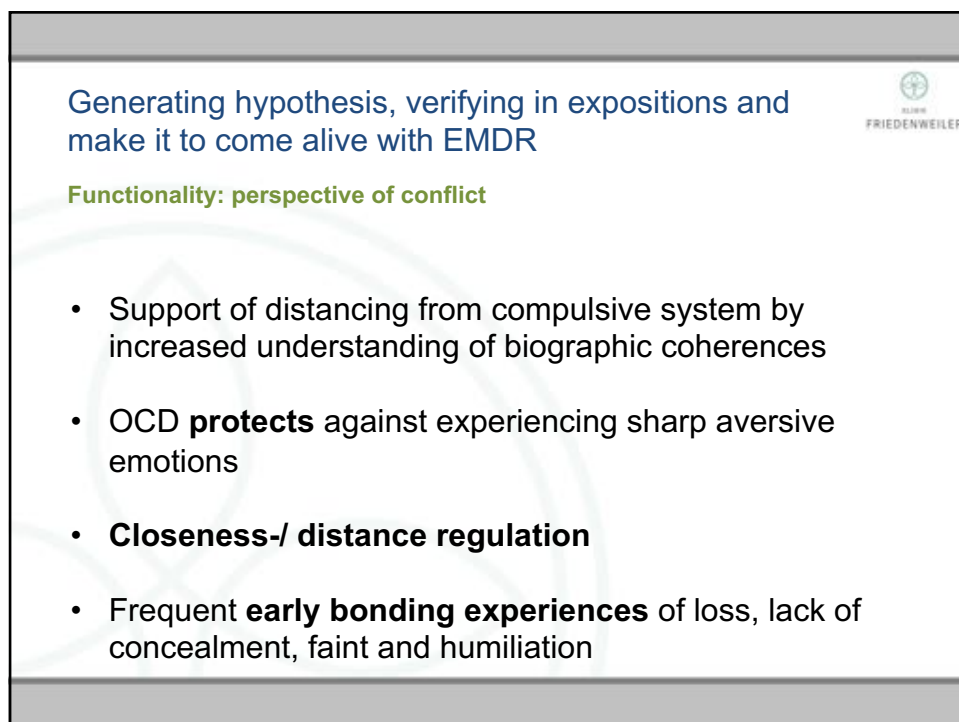 Generating hypothesis, verifying in expositions and
make it to come alive with EMDR
KLINIK
FRIEDENWEILER
Functionality: perspective of conflict
• Support of distancing from compulsive system by
increased understanding of biographic coherences
• OCD protects against experiencing sharp aversive
emotions
• Closeness-/ distance regulation
• Frequent early bonding experiences of loss, lack of
concealment, faint and humiliation